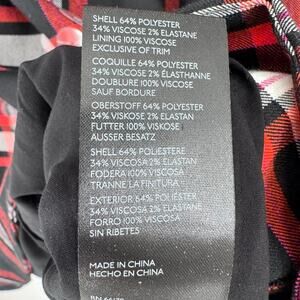 SHELL 64% POLYESTER
34% VISCOSE 2% ELASTANE
LINING 100% VISCOSE
EXCLUSIVE OF TRIM
COQUILLE 64% POLYESTER
34% VISCOSE 2% ÉLASTHANNE
DOUBLURE 100% VISCOSE
SAUF BORDURE
OBERSTOFF 64% POLYESTER
34% VISKOSE 2% ELASTAN
FUTTER 100% VISKOSE
AUSSER BESATZ
SHELL 64% POLIESTERE
34% VISCOSA 2% ELASTAN
FODERA 100% VISCOSA
TRANNE LA FINITURA
EXTERIOR 64% POLIÉSTER
34% VISCOSA 2% ELASTANO
FORRO 100% VISCOSA
SIN RIBETES
MADE IN CHINA
HECHO EN CHINA